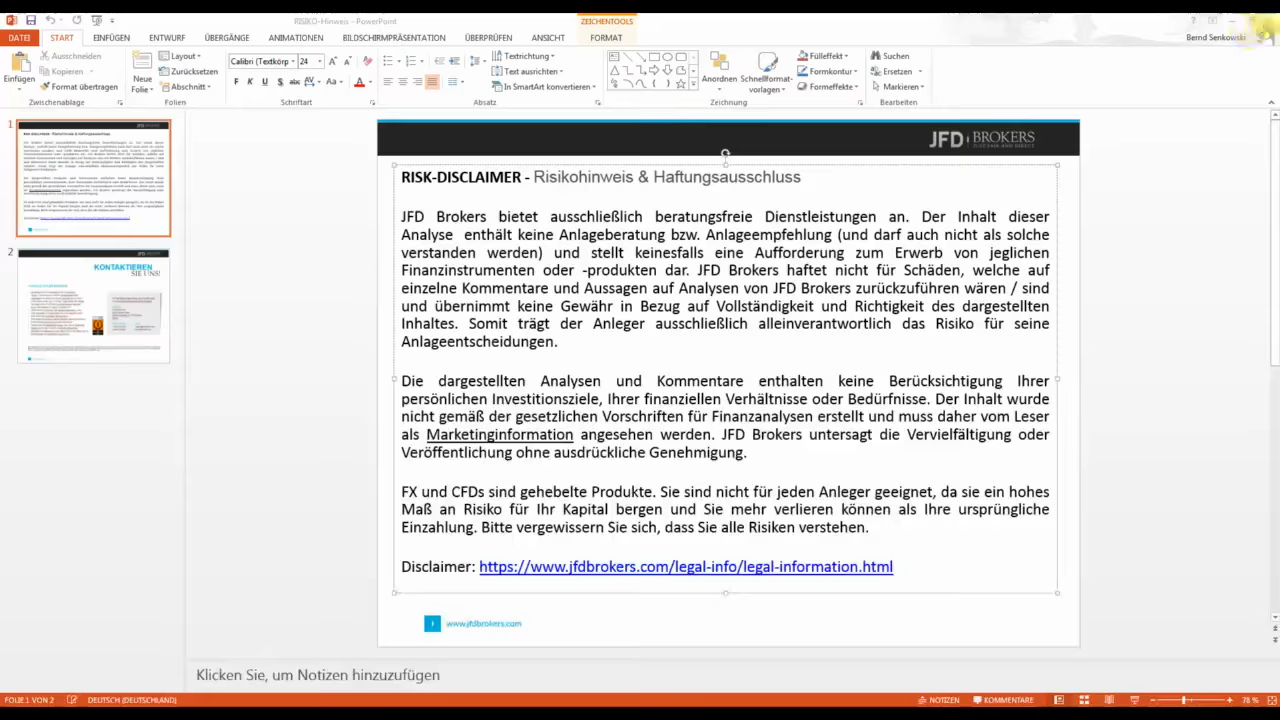 RISIKO-Hinweis - PowerPoint
ZEICHENTOOLS
DATEI START EINFÜGEN ENTWURF ÜBERGÄNGE ANIMATIONEN BILDSCHIRMPRÄSENTATION ÜBERPRÜFEN ANSICHT FORMAT Bernd Senkowski
Einfügen
Ausschneiden
Kopieren
Format übertragen
Zwischenablage
Neue
Folie
Layout
Zurücksetzen
Abschnitt
Folien
Calibri (Textkörp 24
F K U S abc AV Aa A
Schriftart
Textrichtung
Text ausrichten
In SmartArt konvertieren
Absatz
Anordnen
Schnellformat-
vorlagen
Fülleffekt
Formkontur
Formeffekte
Zeichnung
Suchen
Ersetzen
Markieren
Bearbeiten
1
2
KONTAKTIEREN
SIE UNS!
JFD BROKERS
JUST FAIR AND DIRECT
RISK-DISCLAIMER - Risikohinweis & Haftungsausschluss
JFD Brokers bietet ausschließlich beratungsfreie Dienstleistungen an. Der Inhalt dieser
Analyse enthält keine Anlageberatung bzw. Anlageempfehlung (und darf auch nicht als solche
verstanden werden) und stellt keinesfalls eine Aufforderung zum Erwerb von jeglichen
Finanzinstrumenten oder -produkten dar. JFD Brokers haftet nicht für Schäden, welche auf
einzelne Kommentare und Aussagen auf Analysen von JFD Brokers zurückzuführen wären / sind
und übernimmt keine Gewähr in Bezug auf Vollständigkeit und Richtigkeit des dargestellten
Inhaltes. Somit trägt der Anleger ausschließlich alleinverantwortlich das Risiko für seine
Anlageentscheidungen.
Die dargestellten Analysen und Kommentare enthalten keine Berücksichtigung Ihrer
persönlichen Investitionsziele, Ihrer finanziellen Verhältnisse oder Bedürfnisse. Der Inhalt wurde
nicht gemäß der gesetzlichen Vorschriften für Finanzanalysen erstellt und muss daher vom Leser
als Marketinginformation angesehen werden. JFD Brokers untersagt die Vervielfältigung oder
Veröffentlichung ohne ausdrückliche Genehmigung.
FX und CFDs sind gehebelte Produkte. Sie sind nicht für jeden Anleger geeignet, da sie ein hohes
Maß an Risiko für Ihr Kapital bergen und Sie mehr verlieren können als Ihre ursprüngliche
Einzahlung. Bitte vergewissern Sie sich, dass Sie alle Risiken verstehen.
Disclaimer: https://www.jfdbrokers.com/legal-info/legal-information.html
www.jfdbrokers.com
Klicken Sie, um Notizen hinzuzufügen
FOLIE 1 VON 2 DEUTSCH (DEUTSCHLAND) NOTIZEN KOMMENTARE 78 %